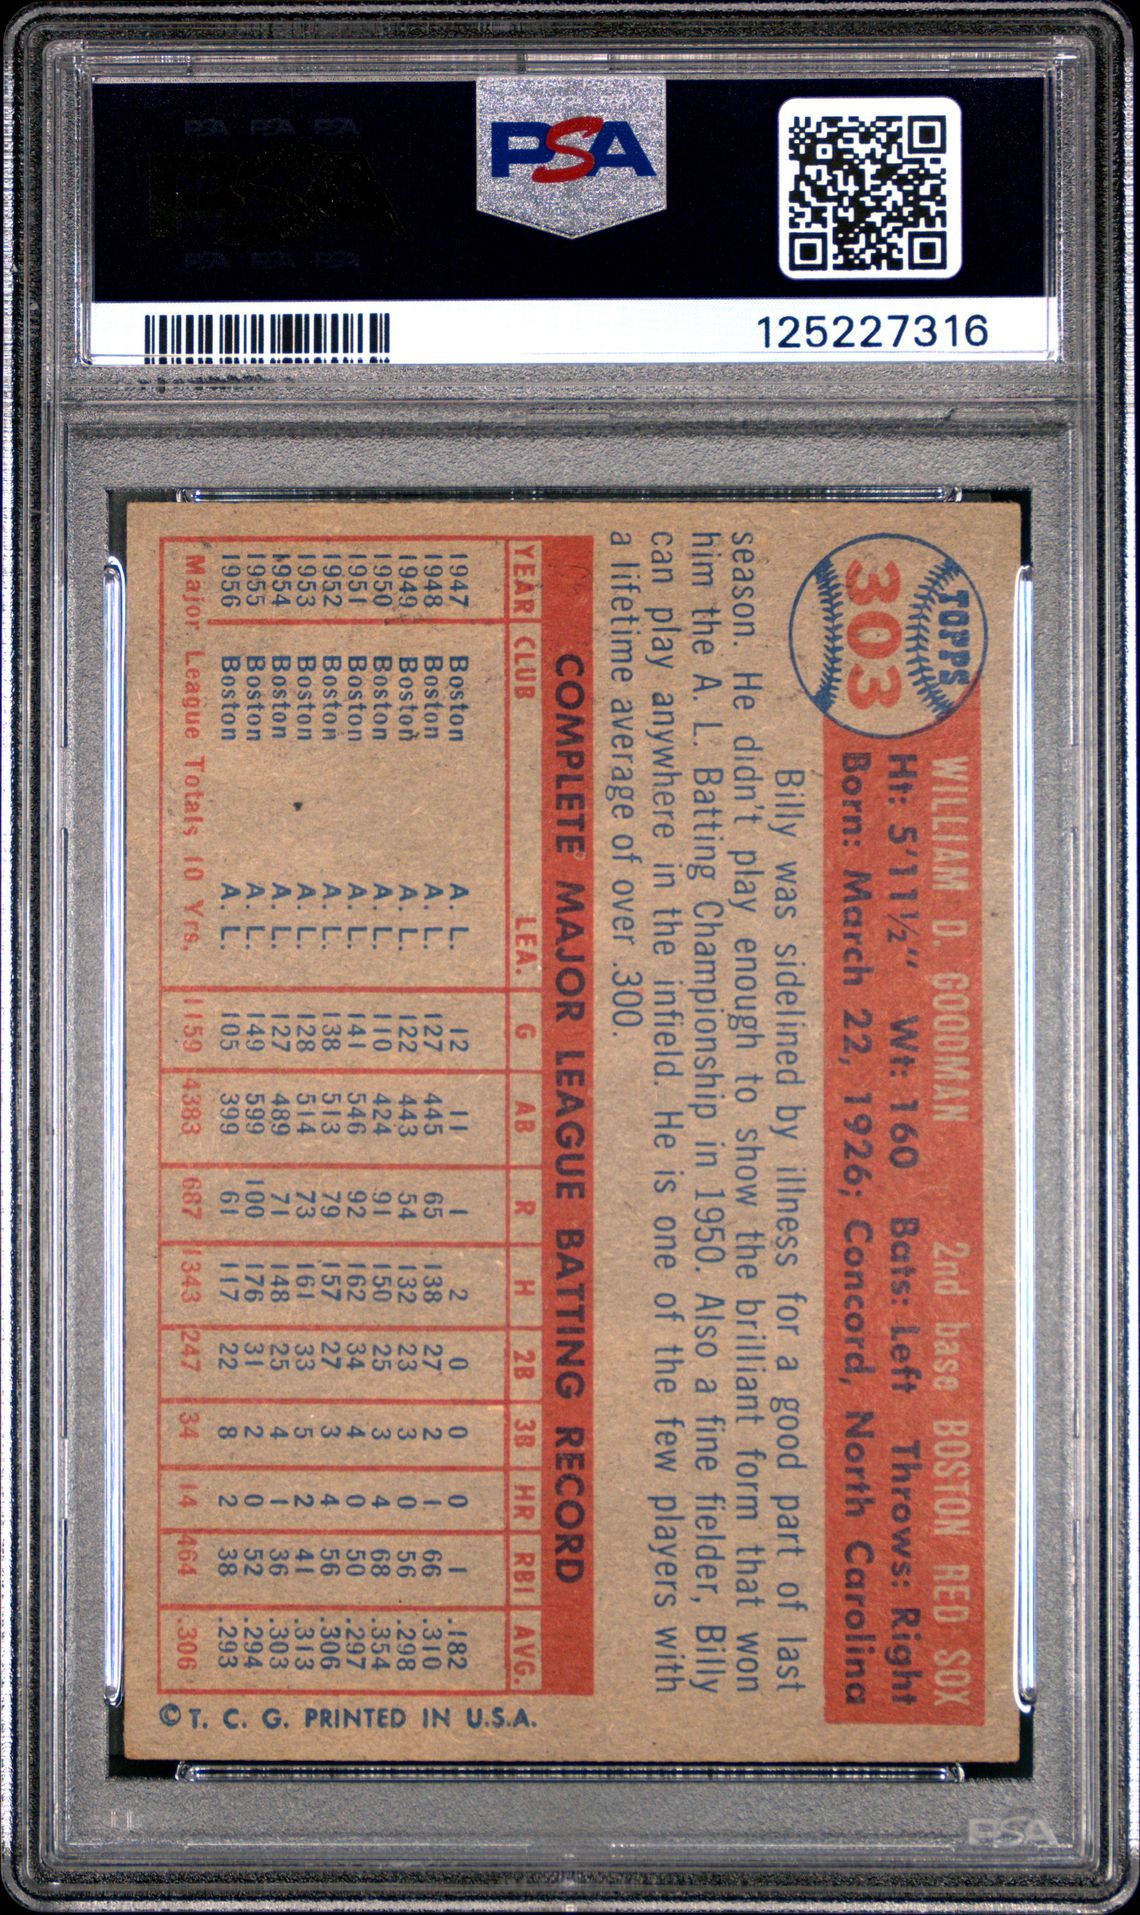 PSA PSA PSA
PSA
PSA PSA PSA
PSA
125227316
TOPPS
303
WILLIAM D. GOODMAN 2nd base BOSTON RED SOX
Ht: 5'11½" Wt: 160 Bats: Left Throws: Right
Born: March 22, 1926; Concord, North Carolina
Billy was sidelined by illness for a good part of last
season. He didn't play enough to show the brilliant form that won
him the A. L. Batting Championship in 1950. Also a fine fielder, Billy
can play anywhere in the infield. He is one of the few players with
a lifetime average of over .300.
COMPLETE MAJOR LEAGUE BATTING RECORD
YEAR CLUB LEA. G AB R H 2B 3B HR RBI AVG.
1947 Boston A. L. 12 11 1 2 0 0 0 1 .182
1948 Boston A. L. 127 445 65 138 27 2 1 66 .310
1949 Boston A. L. 122 443 54 132 23 3 0 56 .298
1950 Boston A. L. 110 424 91 150 25 3 4 68 .354
1951 Boston A. L. 141 546 92 162 34 4 0 50 .297
1952 Boston A. L. 138 513 79 157 27 3 4 56 .306
1953 Boston A. L. 128 514 73 161 33 5 2 41 .313
1954 Boston A. L. 127 489 71 148 25 4 1 36 .303
1955 Boston A. L. 149 599 100 176 31 2 0 52 .294
1956 Boston A. L. 105 399 61 117 22 8 2 38 .293
Major League Totals 10 Yrs. 1159 4383 687 1343 247 34 14 464 .306
© T. C. G. PRINTED IN U.S.A.
PSA